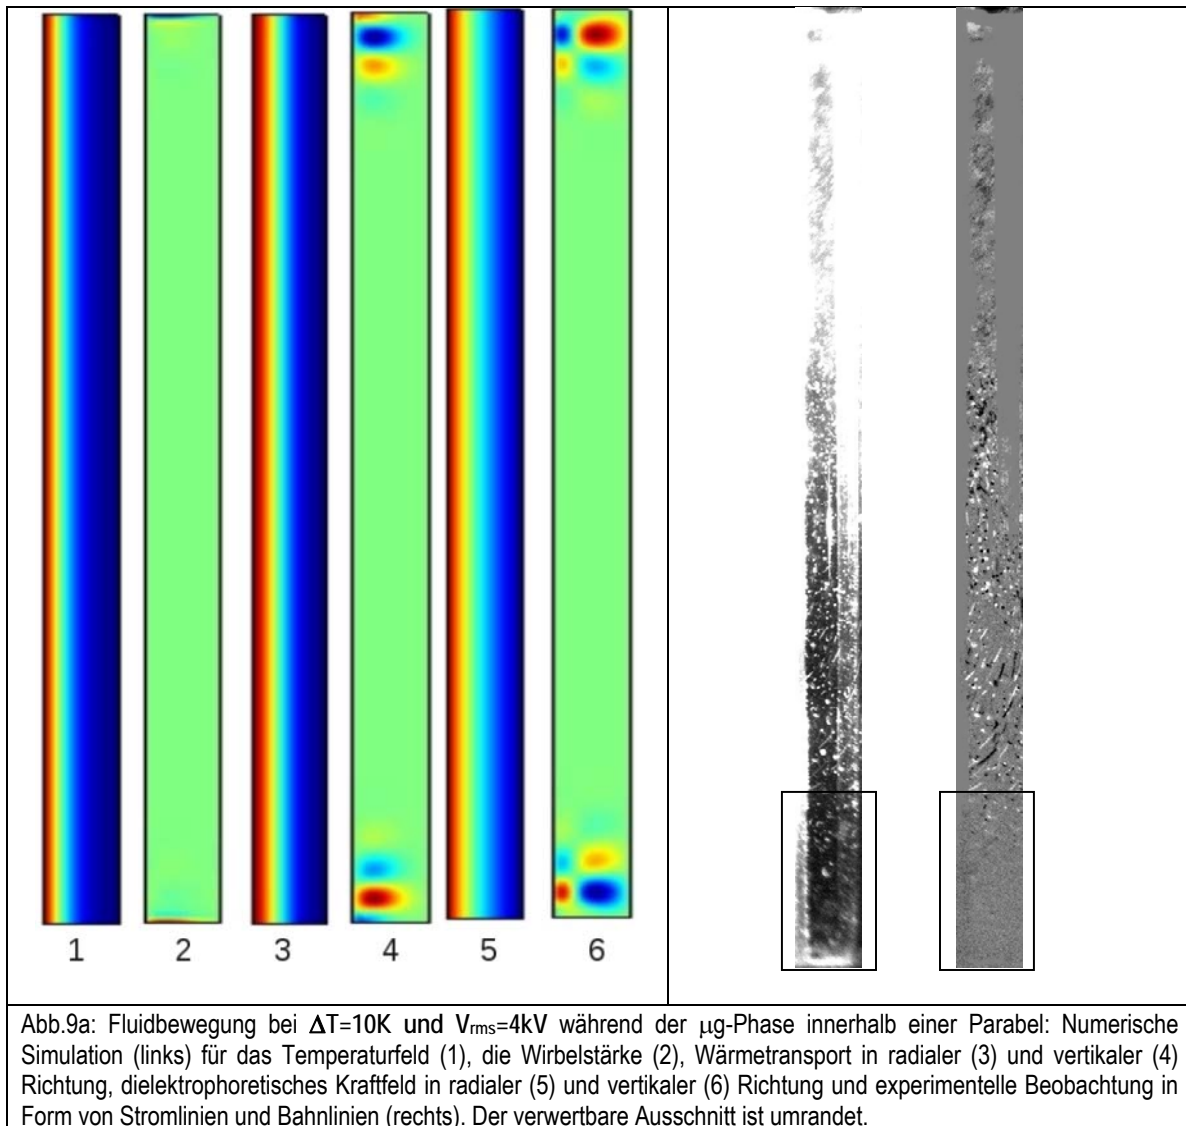 1 2 3 4 5 6
Abb.9a: Fluidbewegung bei ΔT=10K und Vrms=4kV während der µg-Phase innerhalb einer Parabel: Numerische
Simulation (links) für das Temperaturfeld (1), die Wirbelstärke (2), Wärmetransport in radialer (3) und vertikaler (4)
Richtung, dielektrophoretisches Kraftfeld in radialer (5) und vertikaler (6) Richtung und experimentelle Beobachtung in
Form von Stromlinien und Bahnlinien (rechts). Der verwertbare Ausschnitt ist umrandet.